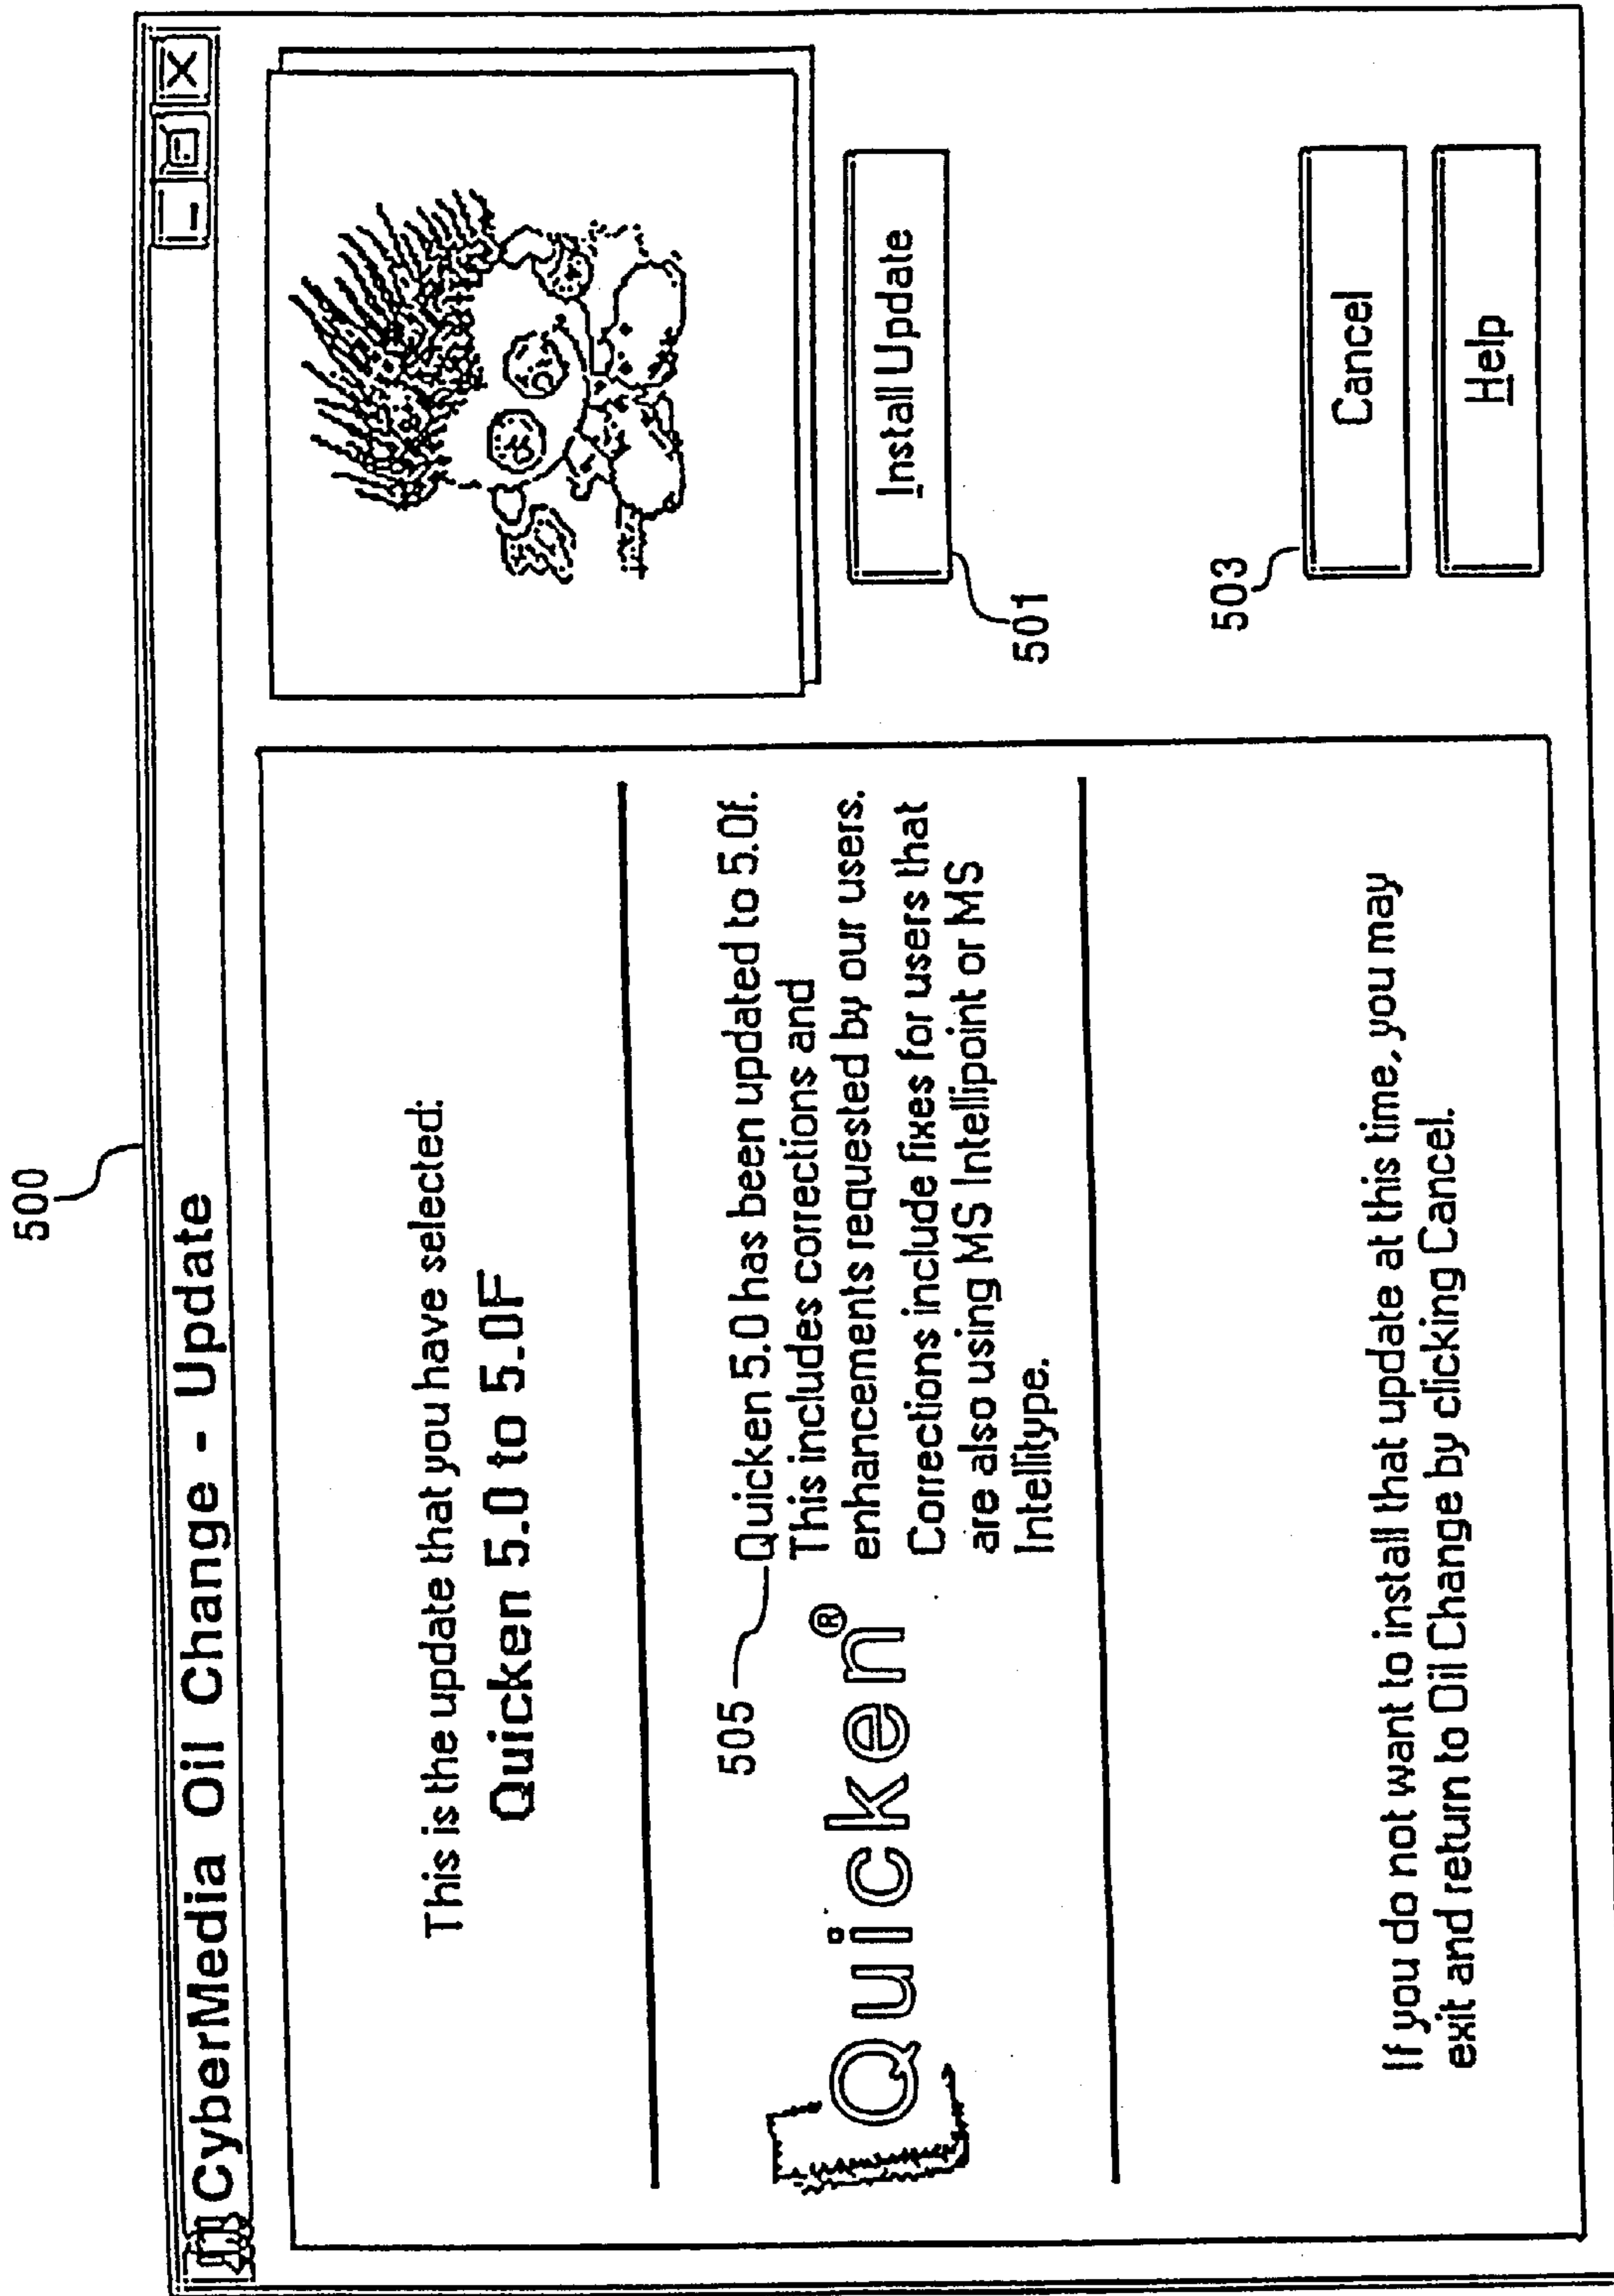 500
CyberMedia Oil Change - Update
This is the update that you have selected:
Quicken 5.0 to 5.0F
505
Quicken®
Quicken 5.0 has been updated to 5.0f.
This includes corrections and
enhancements requested by our users.
Corrections include fixes for users that
are also using MS Intellipoint or MS
Intellitype.
If you do not want to install that update at this time, you may
exit and return to Oil Change by clicking Cancel.
Install Update
501
503
Cancel
Help